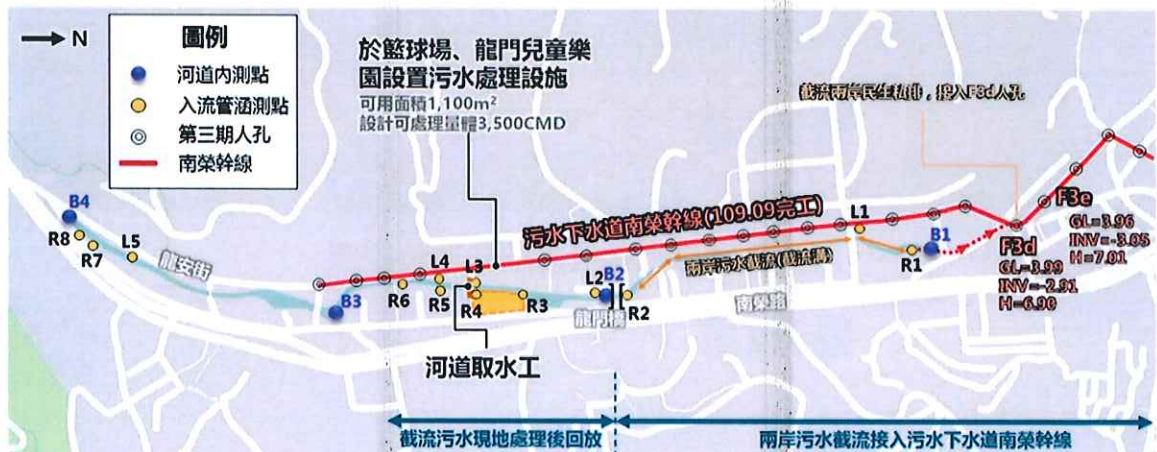 N
圖例
河道內測點
入流管涵測點
第三期人孔
南榮幹線
於籃球場、龍門兒童樂
園設置污水處理設施
可用面積1,100m²
設計可處理量體3,500CMD
截流兩岸民生私排，接入F3d人孔
B4
R8
R7
L5
龍安街
B3
污水下水道南榮幹線(109.09完工)
L4
L3
R6
R5
R4
R3
L2
B2
R2
龍門橋
兩岸污水截流(截流溝)
L1
B1
R1
南榮路
F3e
GL=3.96
INV=-3.05
H=7.01
F3d
GL=3.99
INV=-2.91
H=6.90
河道取水工
截流污水現地處理後回放
兩岸污水截流接入污水下水道南榮幹線